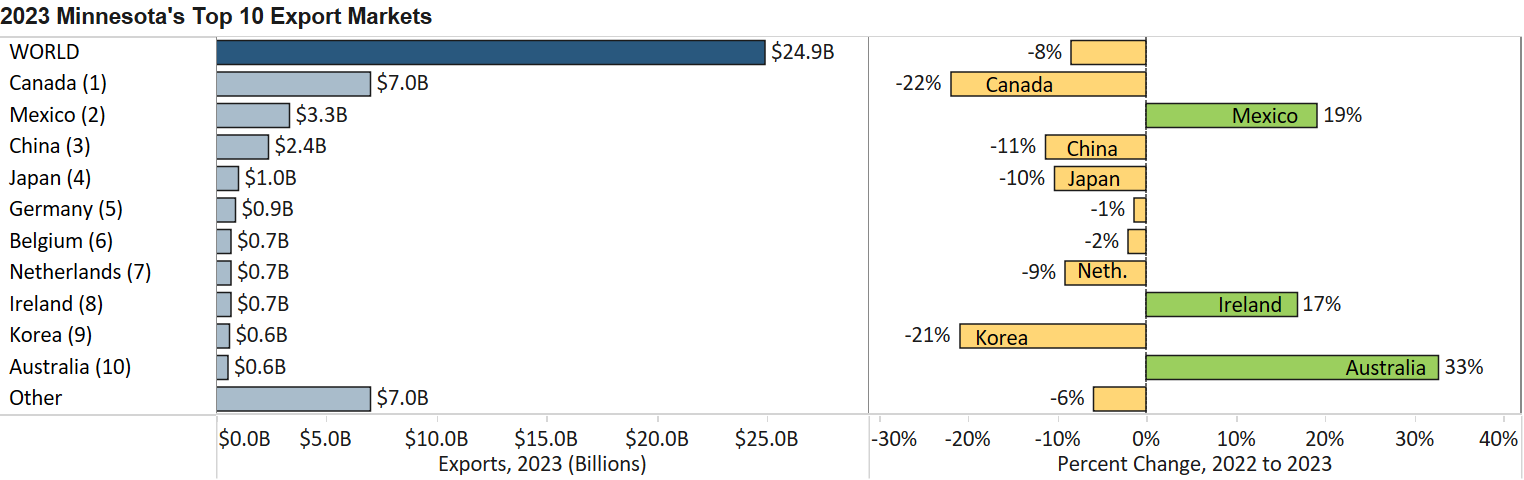 2023 Minnesota's Top 10 Export Markets
WORLD $24.9B -8%
Canada (1) $7.0B -22% Canada
Mexico (2) $3.3B Mexico 19%
China (3) $2.4B -11% China
Japan (4) $1.0B -10% Japan
Germany (5) $0.9B -1%
Belgium (6) $0.7B -2%
Netherlands (7) $0.7B -9% Neth.
Ireland (8) $0.7B Ireland 17%
Korea (9) $0.6B -21% Korea
Australia (10) $0.6B Australia 33%
Other $7.0B -6%
$0.0B $5.0B $10.0B $15.0B $20.0B $25.0B -30% -20% -10% 0% 10% 20% 30% 40%
Exports, 2023 (Billions) Percent Change, 2022 to 2023